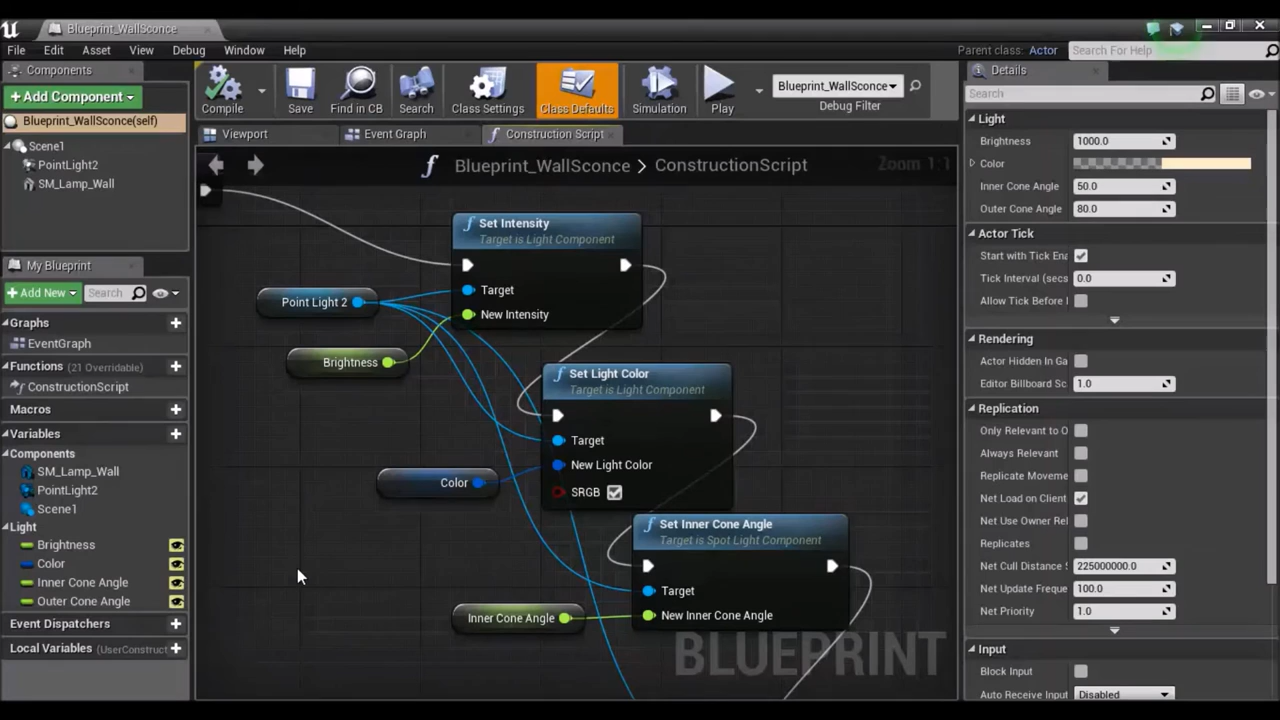 Blueprint_WallSconce
File Edit Asset View Debug Window Help
Parent class: Actor
Search For Help
Components
+Add Component
Blueprint_WallSconce(self)
Scene1
PointLight2
SM_Lamp_Wall
My Blueprint
+Add New
Search
Graphs
EventGraph
Functions (21 Overridable)
ConstructionScript
Macros
Variables
Components
SM_Lamp_Wall
PointLight2
Scene1
Light
Brightness
Color
Inner Cone Angle
Outer Cone Angle
Event Dispatchers
Local Variables (UserConstruct
Compile Save Find in CB Search Class Settings Class Defaults Simulation Play
Blueprint_WallSconce
Debug Filter
Viewport Event Graph Construction Script
f Blueprint_WallSconce > ConstructionScript
Zoom 1:1
f Set Intensity
Target is Light Component
Target
New Intensity
Point Light 2
Brightness
f Set Light Color
Target is Light Component
Target
New Light Color
SRGB
Color
f Set Inner Cone Angle
Target is Spot Light Component
Target
New Inner Cone Angle
Inner Cone Angle
BLUEPRINT
Details
Search
Light
Brightness 1000.0
Color
Inner Cone Angle 50.0
Outer Cone Angle 80.0
Actor Tick
Start with Tick Ena
Tick Interval (secs 0.0
Allow Tick Before
Rendering
Actor Hidden In Ga
Editor Billboard Sc 1.0
Replication
Only Relevant to O
Always Relevant
Replicate Moveme
Net Load on Client
Net Use Owner Rel
Replicates
Net Cull Distance S 225000000.0
Net Update Freque 100.0
Net Priority 1.0
Input
Block Input
Auto Receive Input Disabled